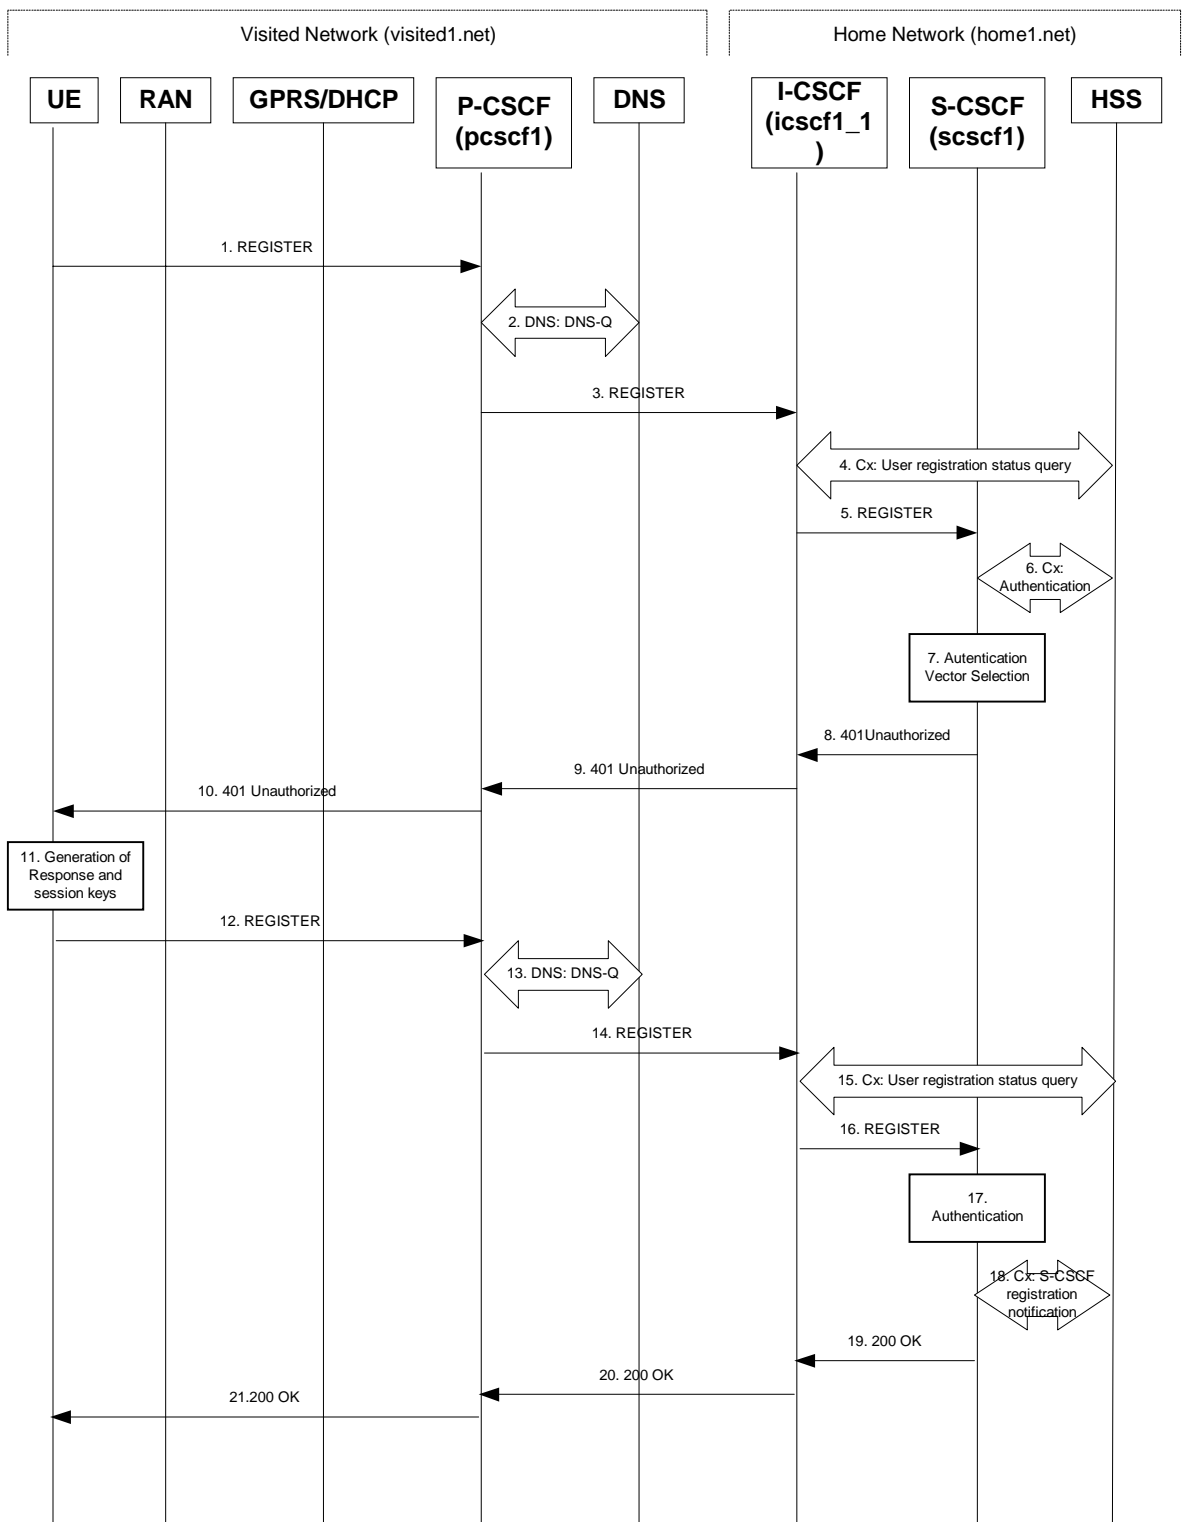 Visited Network (visited1.net)
Home Network (home1.net)
UE
RAN
GPRS/DHCP
P-CSCF
(pcscf1)
DNS
I-CSCF
(icscf1_1
)
S-CSCF
(scscf1)
HSS
1. REGISTER
2. DNS: DNS-Q
3. REGISTER
4. Cx: User registration status query
5. REGISTER
6. Cx:
Authentication
7. Autentication
Vector Selection
8. 401Unauthorized
9. 401 Unauthorized
10. 401 Unauthorized
11. Generation of
Response and
session keys
12. REGISTER
13. DNS: DNS-Q
14. REGISTER
15. Cx: User registration status query
16. REGISTER
17.
Authentication
18. Cx: S-CSCF
registration
notification
19. 200 OK
20. 200 OK
21.200 OK